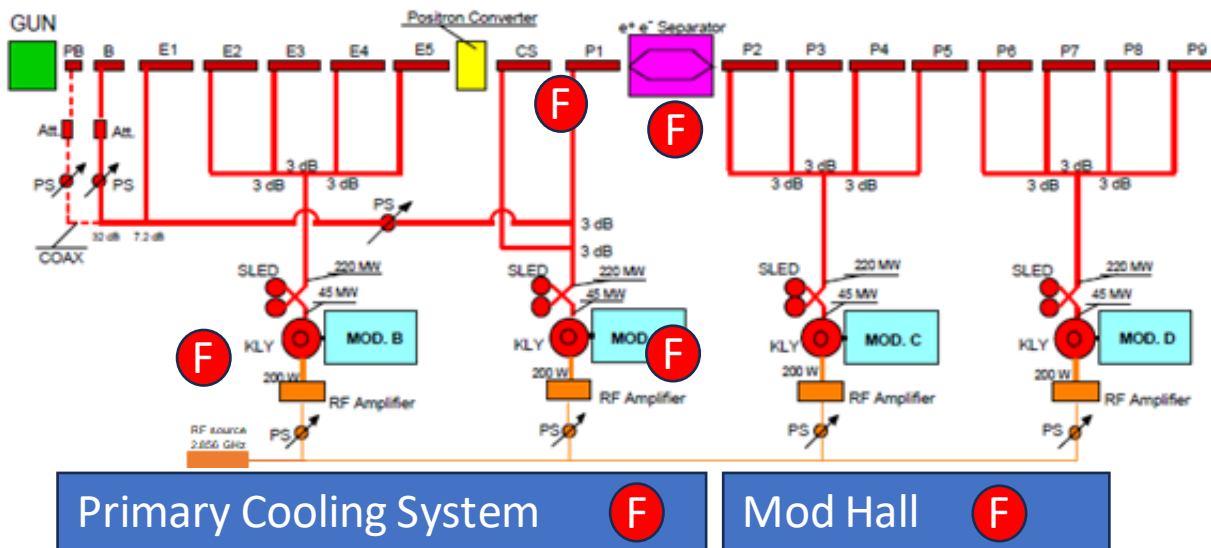 GUN
Positron Converter
e+ e- Separator
PB B E1 E2 E3 E4 E5 CS P1 P2 P3 P4 P5 P6 P7 P8 P9
F
F
Att. Att.
3 dB
3 dB 3 dB
3 dB
3 dB 3 dB
3 dB
3 dB 3 dB
PS PS
PS
3 dB
32 dB 7.2 dB
COAX
3 dB
SLED 220 MW
45 MW
SLED 220 MW
45 MW
SLED 220 MW
45 MW
SLED 220 MW
45 MW
F
KLY MOD. B
KLY MOD. F
KLY MOD. C
KLY MOD. D
200 W RF Amplifier
200 W RF Amplifier
200 W RF Amplifier
200 W RF Amplifier
PS PS PS PS
RF source
2.856 GHz
Primary Cooling System F
Mod Hall F